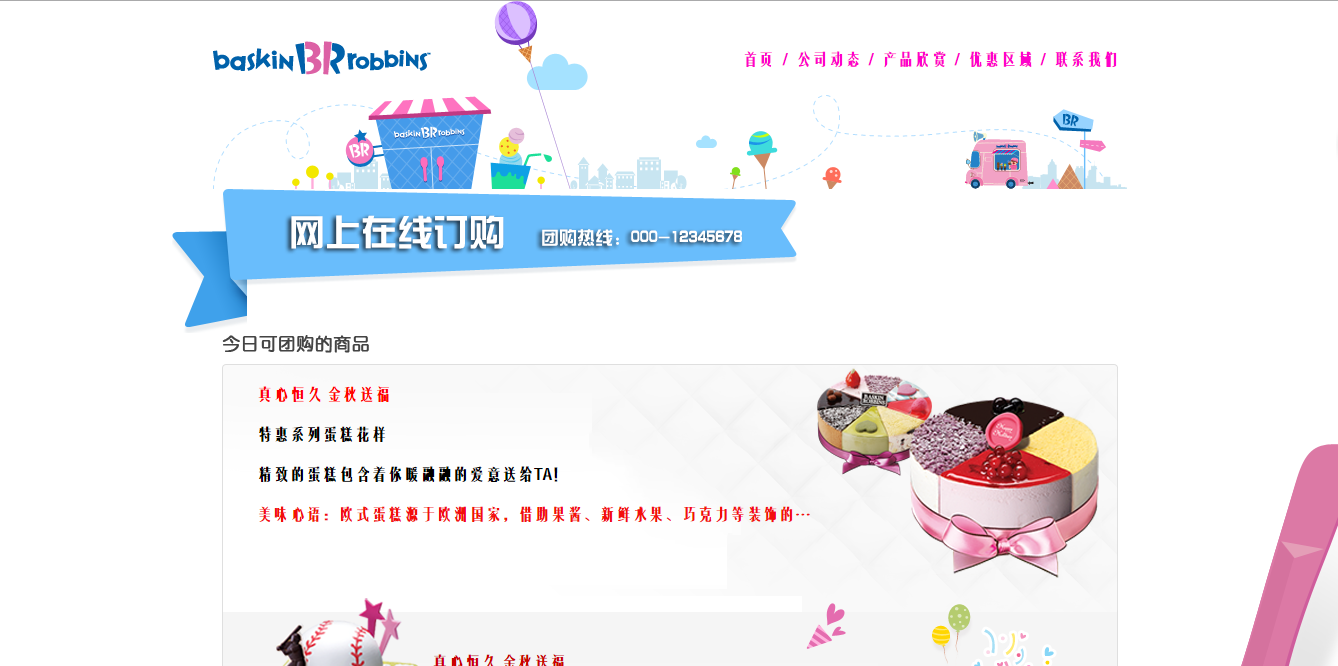 baskin BR robbins
首页 / 公司动态 / 产品欣赏 / 优惠区域 / 联系我们
baskin BR robbins
BR
BR
网上在线订购 团购热线：000-12345678
今日可团购的商品
真心恒久 金秋送福
特惠系列蛋糕花样
精致的蛋糕包含着你暖融融的爱意送给TA!
美味心语：欧式蛋糕源于欧洲国家，借助果酱、新鲜水果、巧克力等装饰的…
BASKIN ROBBINS
真心恒久 金秋送福